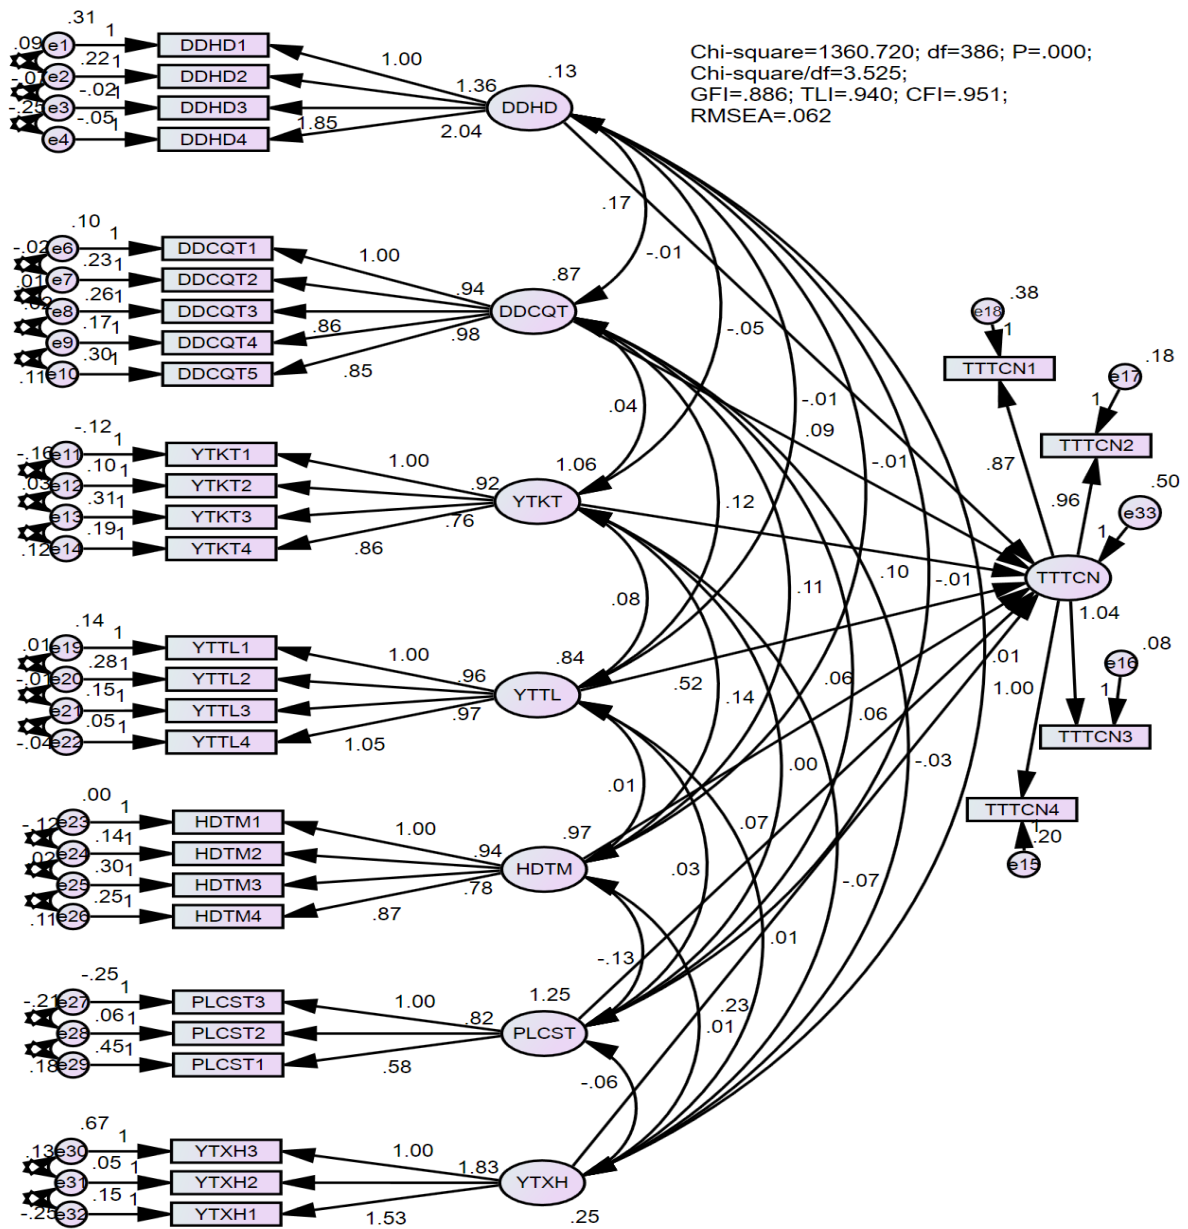 Chi-square=1360.720; df=386; P=.000;
Chi-square/df=3.525;
GFI=.886; TLI=.940; CFI=.951;
RMSEA=.062
.31
1
.09
e1
DDHD1
.22
1
e2
DDHD2
-.02
1
e3
DDHD3
-.25
-.05
1
e4
DDHD4
1.00
1.36
1.85
2.04
.13
DDHD
.10
1
-.02
e6
DDCQT1
.23
1
.01
e7
DDCQT2
.26
1
e8
DDCQT3
.17
1
e9
DDCQT4
.30
1
.11
e10
DDCQT5
1.00
.94
.86
.98
.85
.87
DDCQT
-.12
1
-.16
e11
YTKT1
.10
1
.03
e12
YTKT2
.31
1
e13
YTKT3
.19
1
.12
e14
YTKT4
1.00
.92
.76
.86
1.06
YTKT
.14
1
.01
e19
YTTL1
.28
1
-.01
e20
YTTL2
.15
1
e21
YTTL3
.05
1
-.04
e22
YTTL4
1.00
.96
.97
1.05
.84
YTTL
.00
1
-.12
e23
HDTM1
.14
1
.02
e24
HDTM2
.30
1
e25
HDTM3
.25
1
.11
e26
HDTM4
1.00
.94
.78
.87
.97
HDTM
-.25
1
-.21
e27
PLCST3
.06
1
e28
PLCST2
.45
1
.18
e29
PLCST1
1.00
.82
.58
1.25
PLCST
.67
1
.13
e30
YTXH3
.05
1
e31
YTXH2
.15
1
-.25
e32
YTXH1
1.00
1.83
1.53
.25
YTXH
.17
-.01
-.05
.04
-.01
.09
-.01
.12
.08
.11
.10
-.01
.52
.14
.06
.01
.06
.01
.00
-.03
.07
.03
-.07
.01
-.13
.23
.01
-.06
.38
e18
1
TTTCN1
.18
e17
1
TTTCN2
.87
.96
.50
e33
1
TTTCN
1.04
1.00
.08
e16
1
TTTCN3
TTTCN4
1
.20
e15